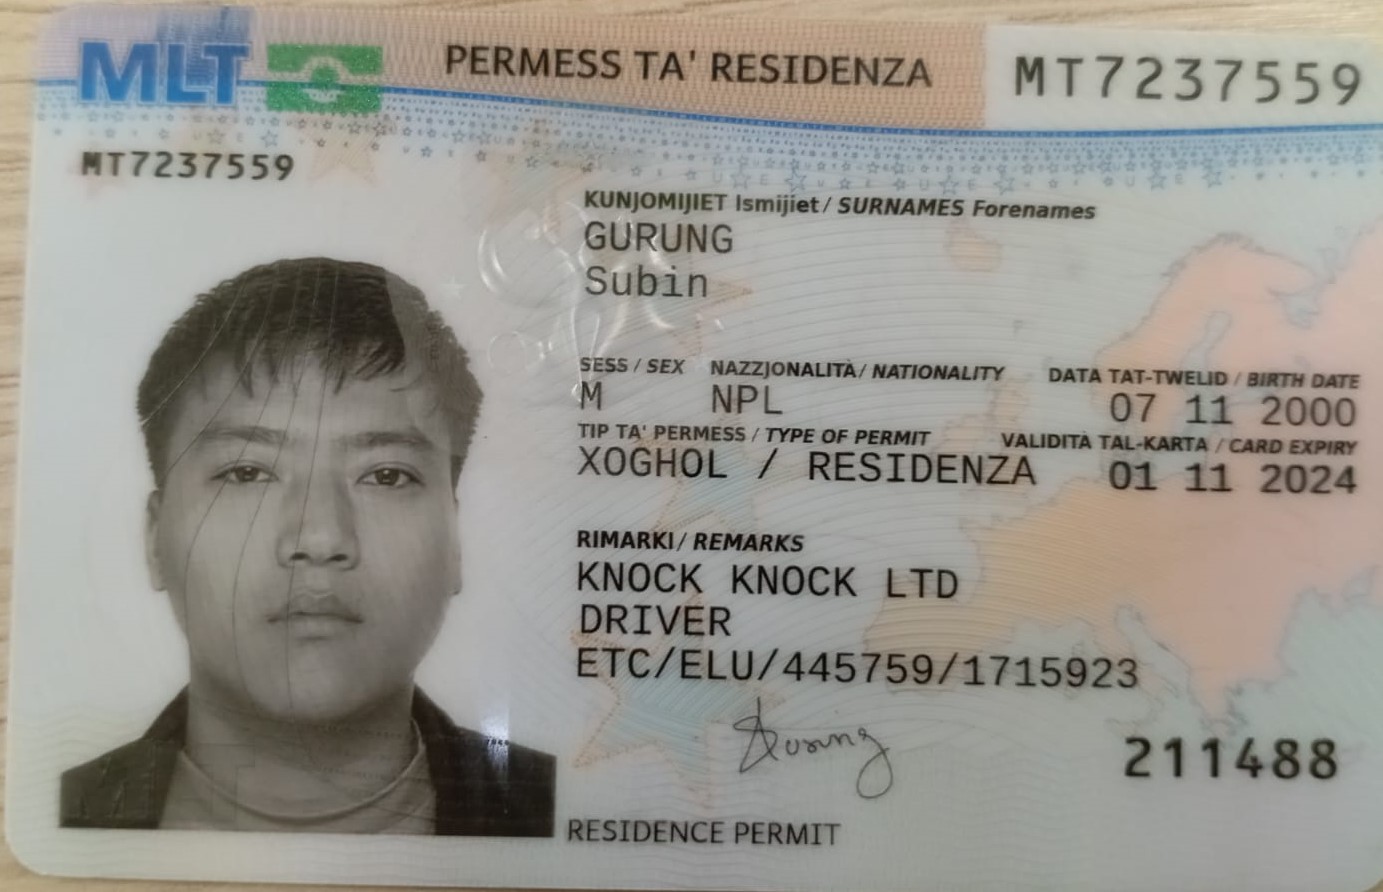 MLT PERMESS TA' RESIDENZA MT7237559
MT7237559
KUNJOMIJIET Ismijiet / SURNAMES Forenames
GURUNG
Subin
SESS / SEX NAZZJONALITÀ / NATIONALITY DATA TAT-TWELID / BIRTH DATE
M NPL 07 11 2000
TIP TA' PERMESS / TYPE OF PERMIT VALIDITÀ TAL-KARTA / CARD EXPIRY
XOGHOL / RESIDENZA 01 11 2024
RIMARKI / REMARKS
KNOCK KNOCK LTD
DRIVER
ETC/ELU/445759/1715923
211488
RESIDENCE PERMIT